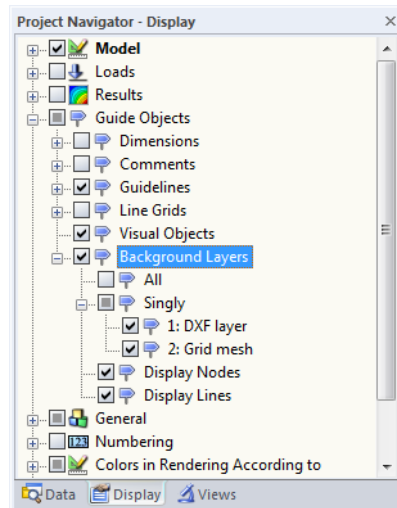 Project Navigator - Display
Model
Loads
Results
Guide Objects
Dimensions
Comments
Guidelines
Line Grids
Visual Objects
Background Layers
All
Singly
1: DXF layer
2: Grid mesh
Display Nodes
Display Lines
General
123 Numbering
Colors in Rendering According to
Data Display Views